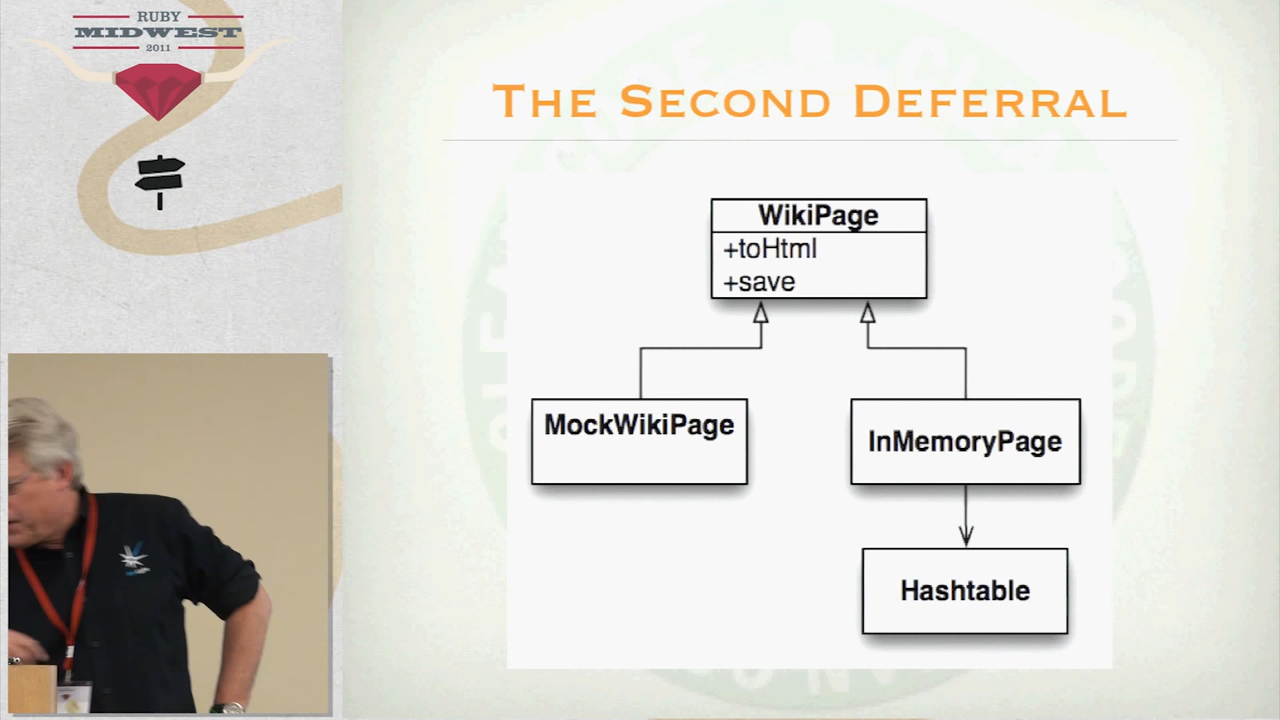 RUBY
MIDWEST
2011
THE SECOND DEFERRAL
WikiPage
+toHtml
+save
MockWikiPage
InMemoryPage
Hashtable